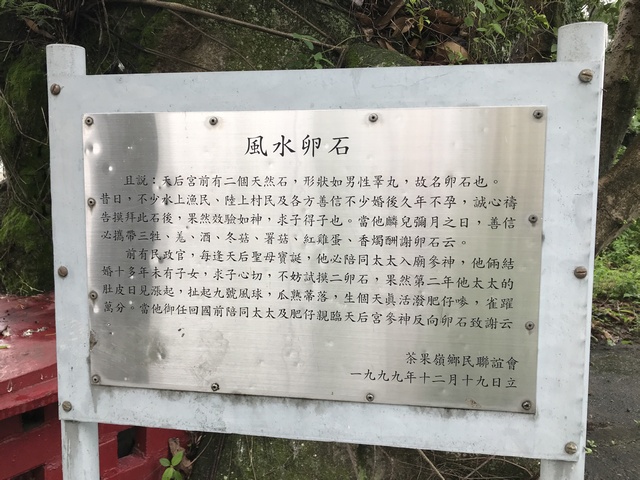 風水卵石
且說：天后宮前有二個天然石，形狀如男性睪丸，故名卵石也。
昔日，不少水上漁民、陸上村民及各方善信不少婚後久年不孕，誠心禱
告摸拜此石後，果然效驗如神，求子得子也。當他麟兒彌月之日，善信
必攜帶三牲、羗、酒、冬菇、署菇、紅雞蛋、香燭酬謝卵石云。
前有民政官，每逢天后聖母寶誕，他必陪同太太入廟參神，他倆結
婚十多年未有子女，求子心切，不妨試摸二卵石，果然第二年他太太的
肚皮日見漲起，扯起九號風球，瓜熟蒂落，生個天真活潑肥仔嗲，雀躍
萬分。當他御任回國前陪同太太及肥仔親臨天后宮參神反向卵石致謝云
茶果嶺鄉民聯誼會
一九九九年十二月十九日立